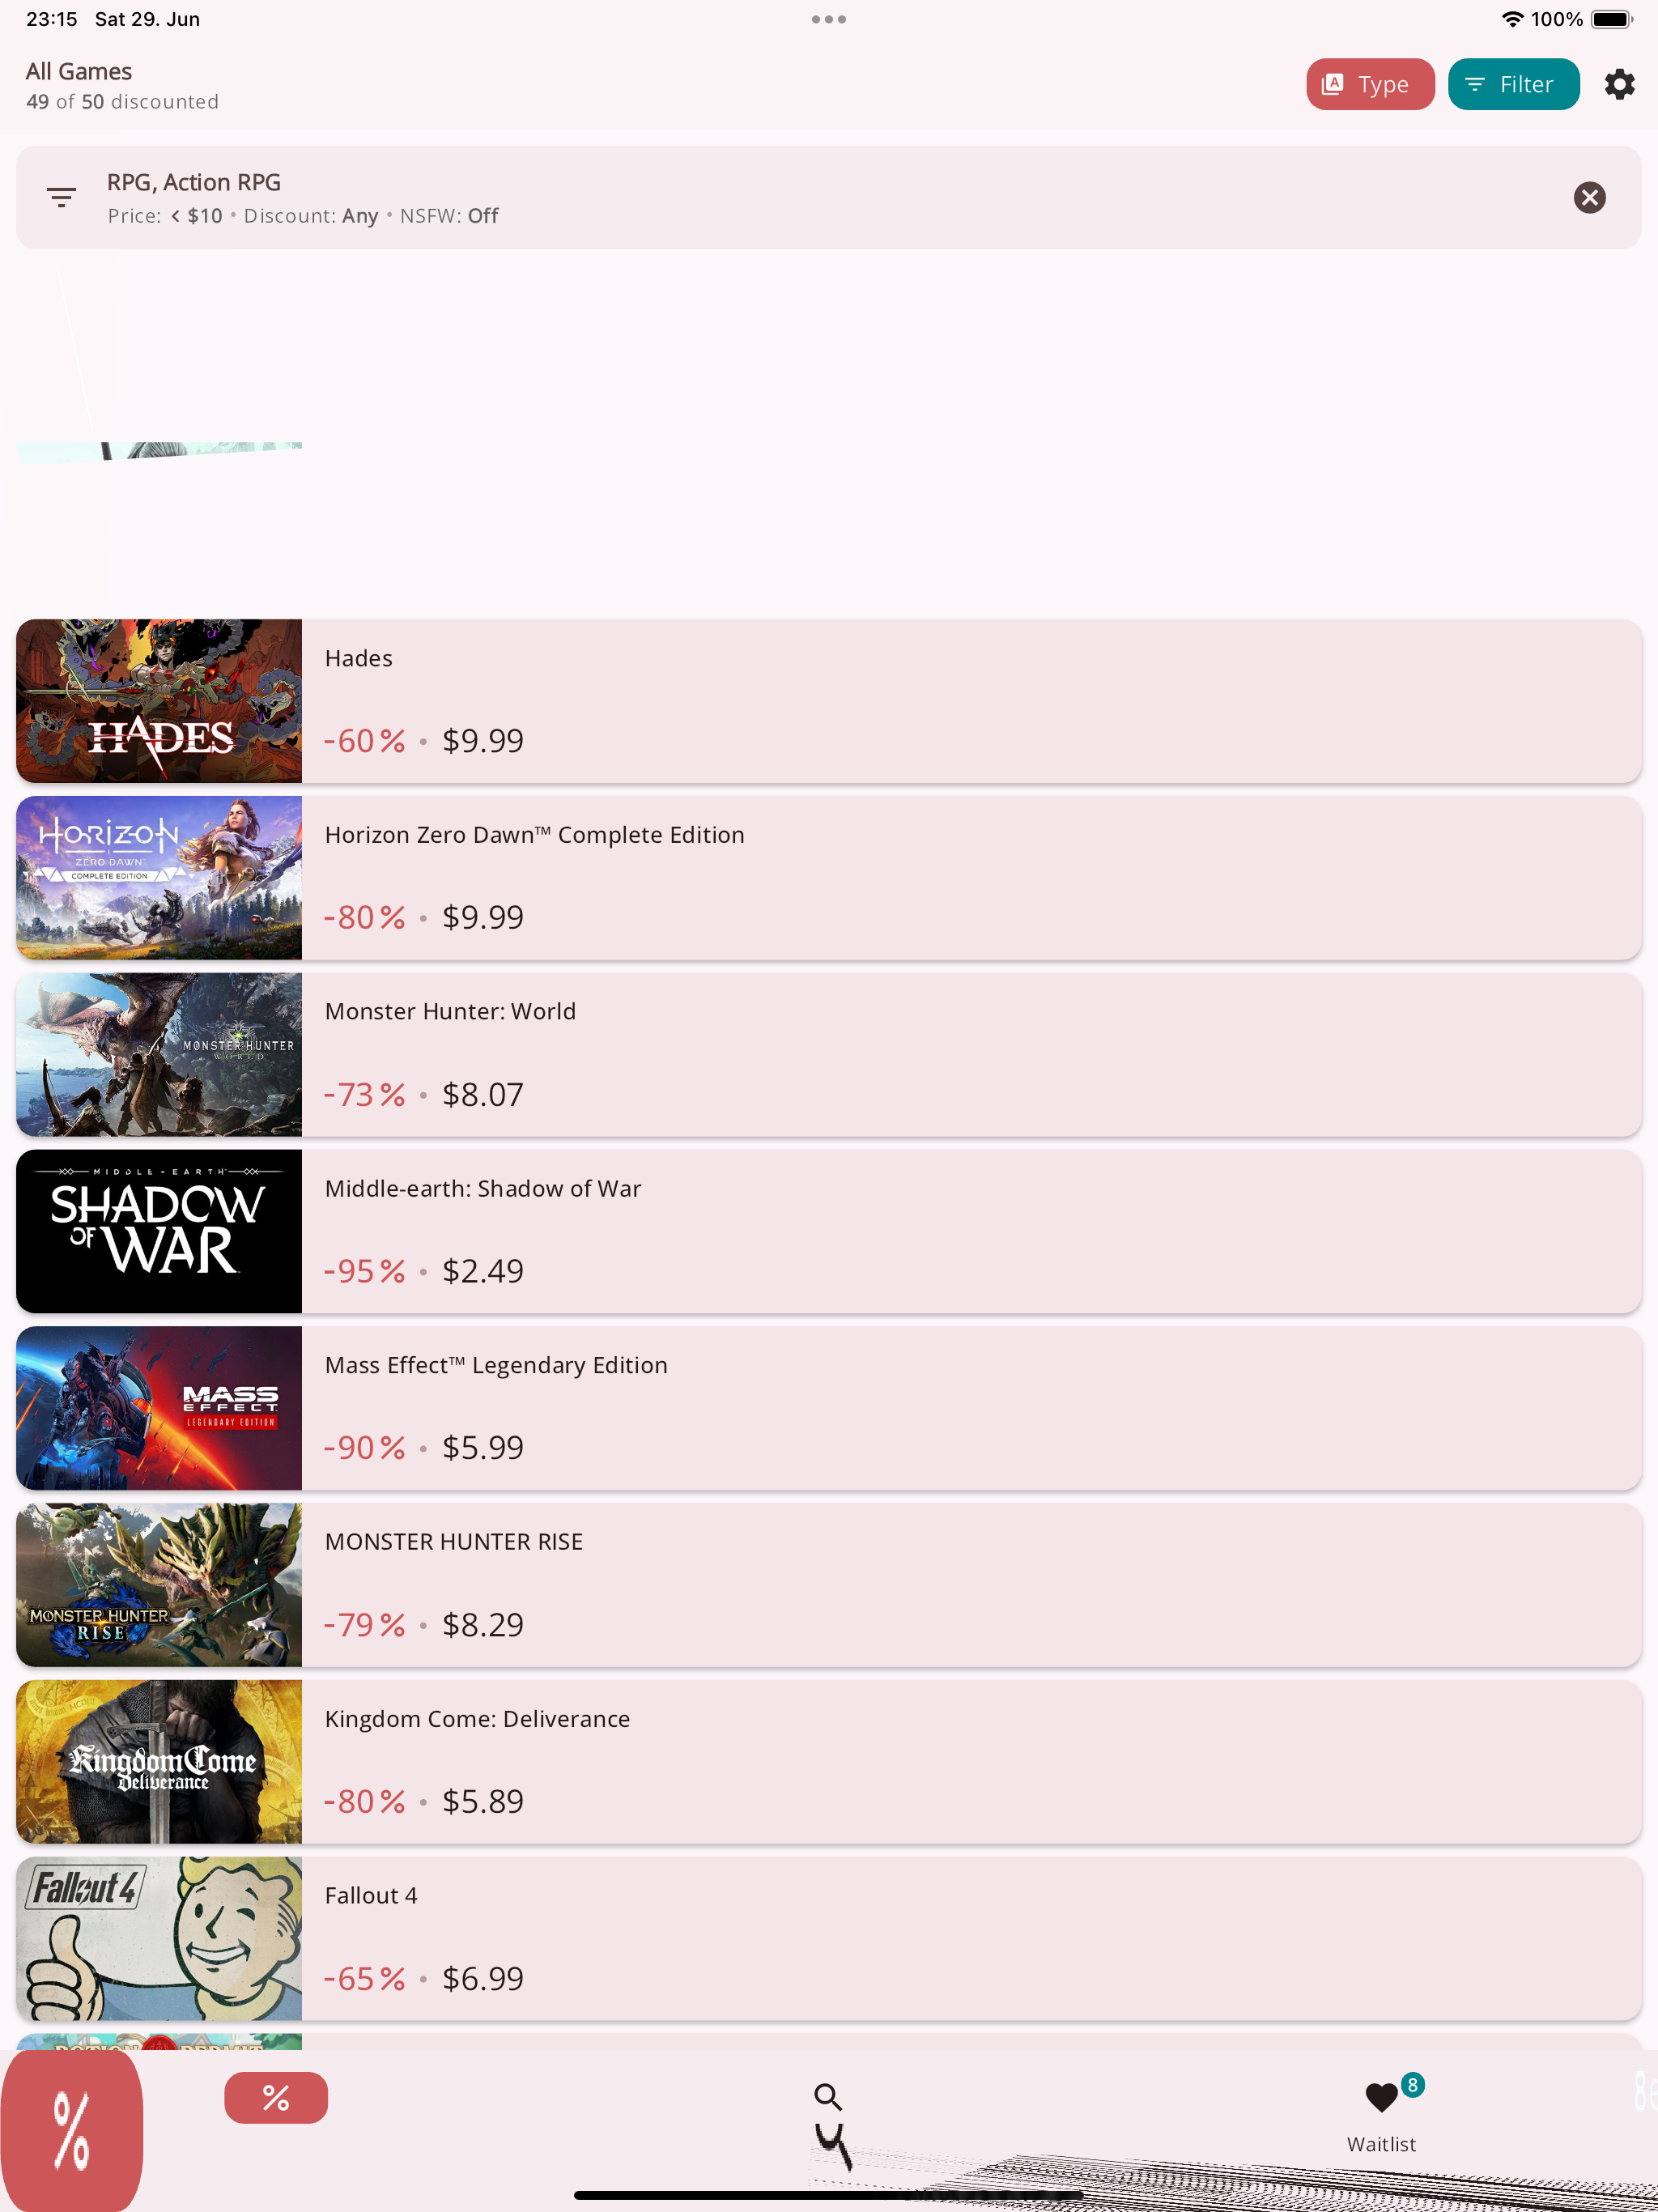 23:15 Sat 29. Jun
100%
All Games
49 of 50 discounted
Type
Filter
RPG, Action RPG
Price: < $10 • Discount: Any • NSFW: Off
HADES
Hades
-60% • $9.99
HORIZON
ZERO DAWN
COMPLETE EDITION
Horizon Zero Dawn™ Complete Edition
-80% • $9.99
MONSTER HUNTER
WORLD
Monster Hunter: World
-73% • $8.07
MIDDLE-EARTH
SHADOW
OF WAR
Middle-earth: Shadow of War
-95% • $2.49
MASS
EFFECT
LEGENDARY EDITION
Mass Effect™ Legendary Edition
-90% • $5.99
MONSTER HUNTER
RISE
MONSTER HUNTER RISE
-79% • $8.29
Kingdom Come
Deliverance
Kingdom Come: Deliverance
-80% • $5.89
Fallout 4
Fallout 4
-65% • $6.99
%
%
8
Waitlist